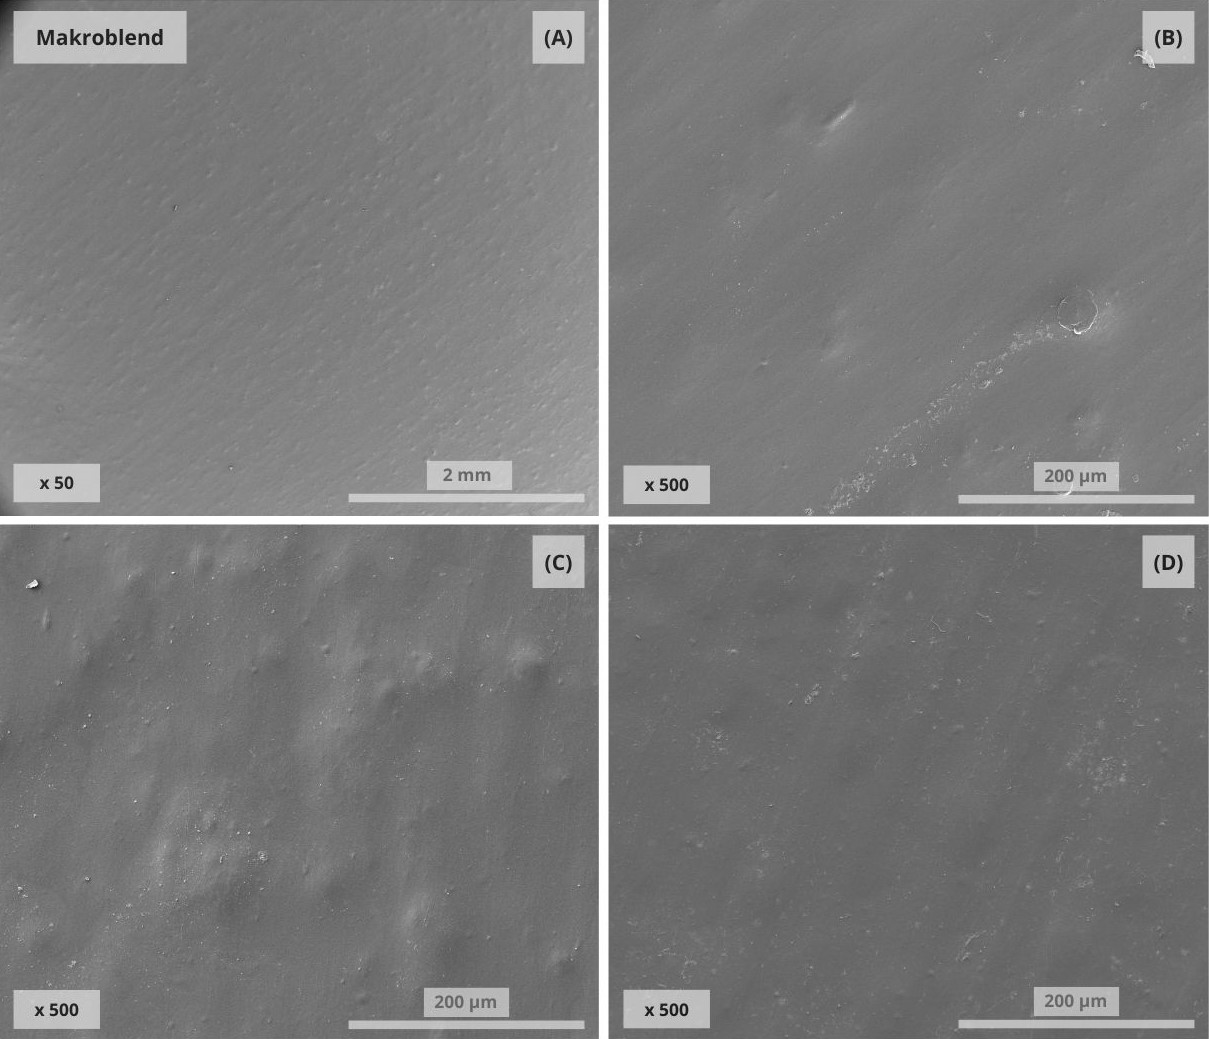 Makroblend
(A)
x 50
2 mm
(B)
x 500
200 µm
(C)
x 500
200 µm
(D)
x 500
200 µm